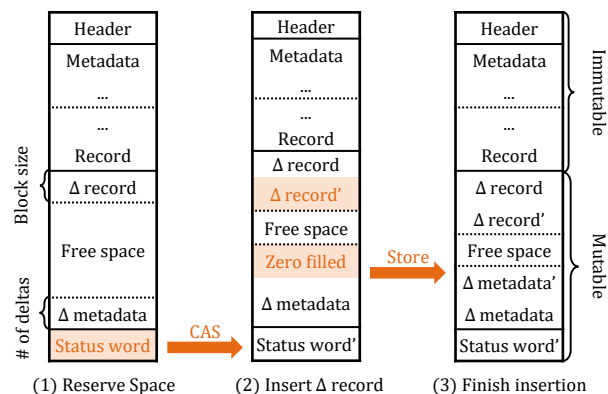 Header
Metadata
...
...
Record
Δ record
Free space
Δ metadata
Status word
Block size
# of deltas
(1) Reserve Space
CAS
Header
Metadata
...
...
Record
Δ record
Δ record'
Free space
Zero filled
Δ metadata
Status word'
(2) Insert Δ record
Store
Header
Metadata
...
...
Record
Δ record
Δ record'
Free space
Δ metadata'
Δ metadata
Status word'
(3) Finish insertion
Immutable
Mutable